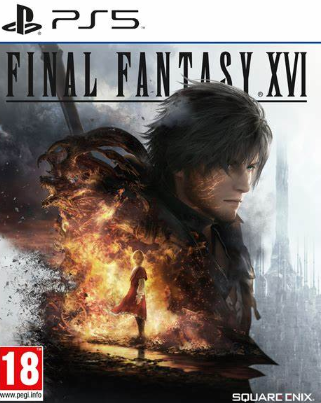 PS5
FINAL FANTASY XVI
18
www.pegi.info
SQUARE ENIX.